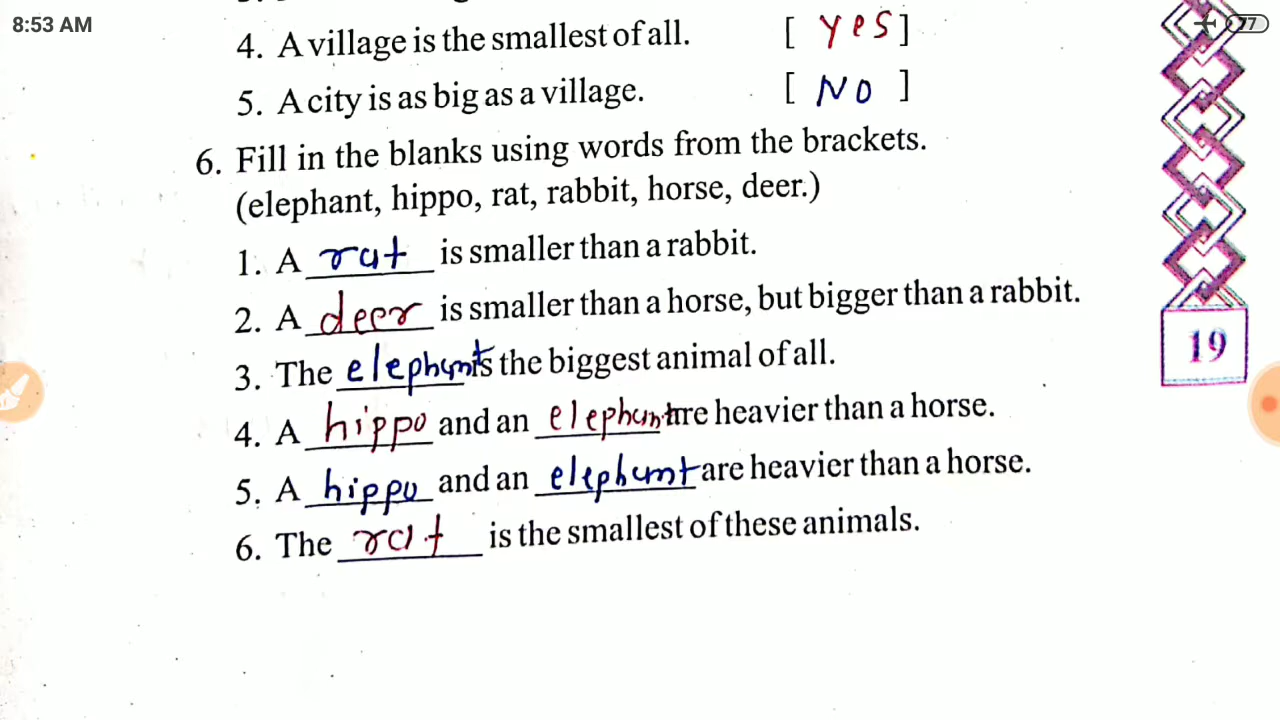 8:53 AM
77
4. A village is the smallest of all. [ Yes ]
5. A city is as big as a village. [ NO ]
6. Fill in the blanks using words from the brackets.
(elephant, hippo, rat, rabbit, horse, deer.)
1. A rat is smaller than a rabbit.
2. A deer is smaller than a horse, but bigger than a rabbit.
3. The elephant is the biggest animal of all.
4. A hippo and an elephant are heavier than a horse.
5. A hippo and an elephant are heavier than a horse.
6. The rat is the smallest of these animals.
19